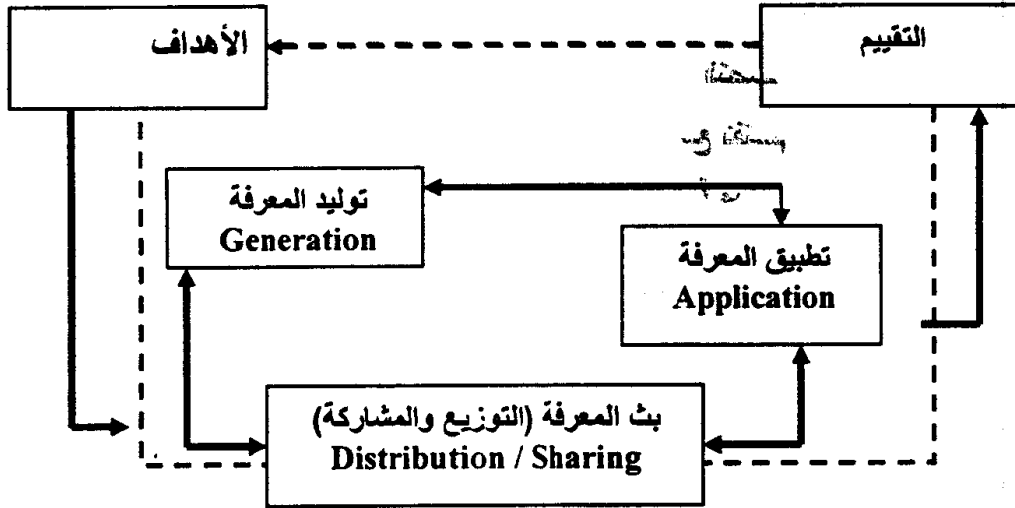 الأهداف
التقييم
توليد المعرفة
Generation
تطبيق المعرفة
Application
بث المعرفة (التوزيع والمشاركة)
Distribution / Sharing